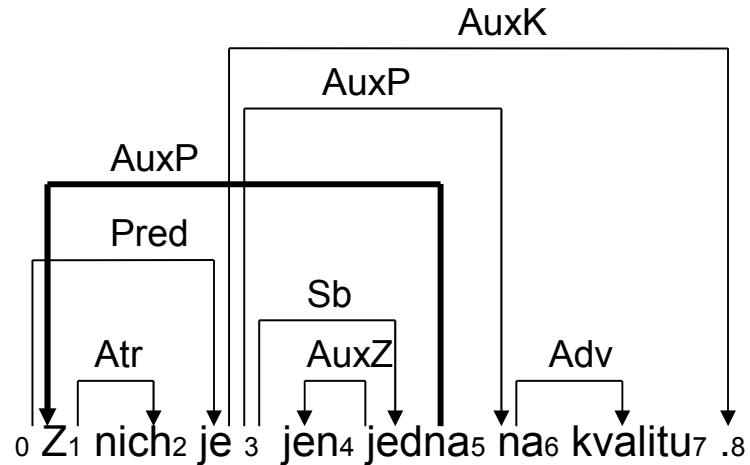 AuxK
AuxP
AuxP
Pred
Sb
Atr AuxZ Adv
0 Z1 nich2 je 3 jen4 jedna5 na6 kvalitu7 .8